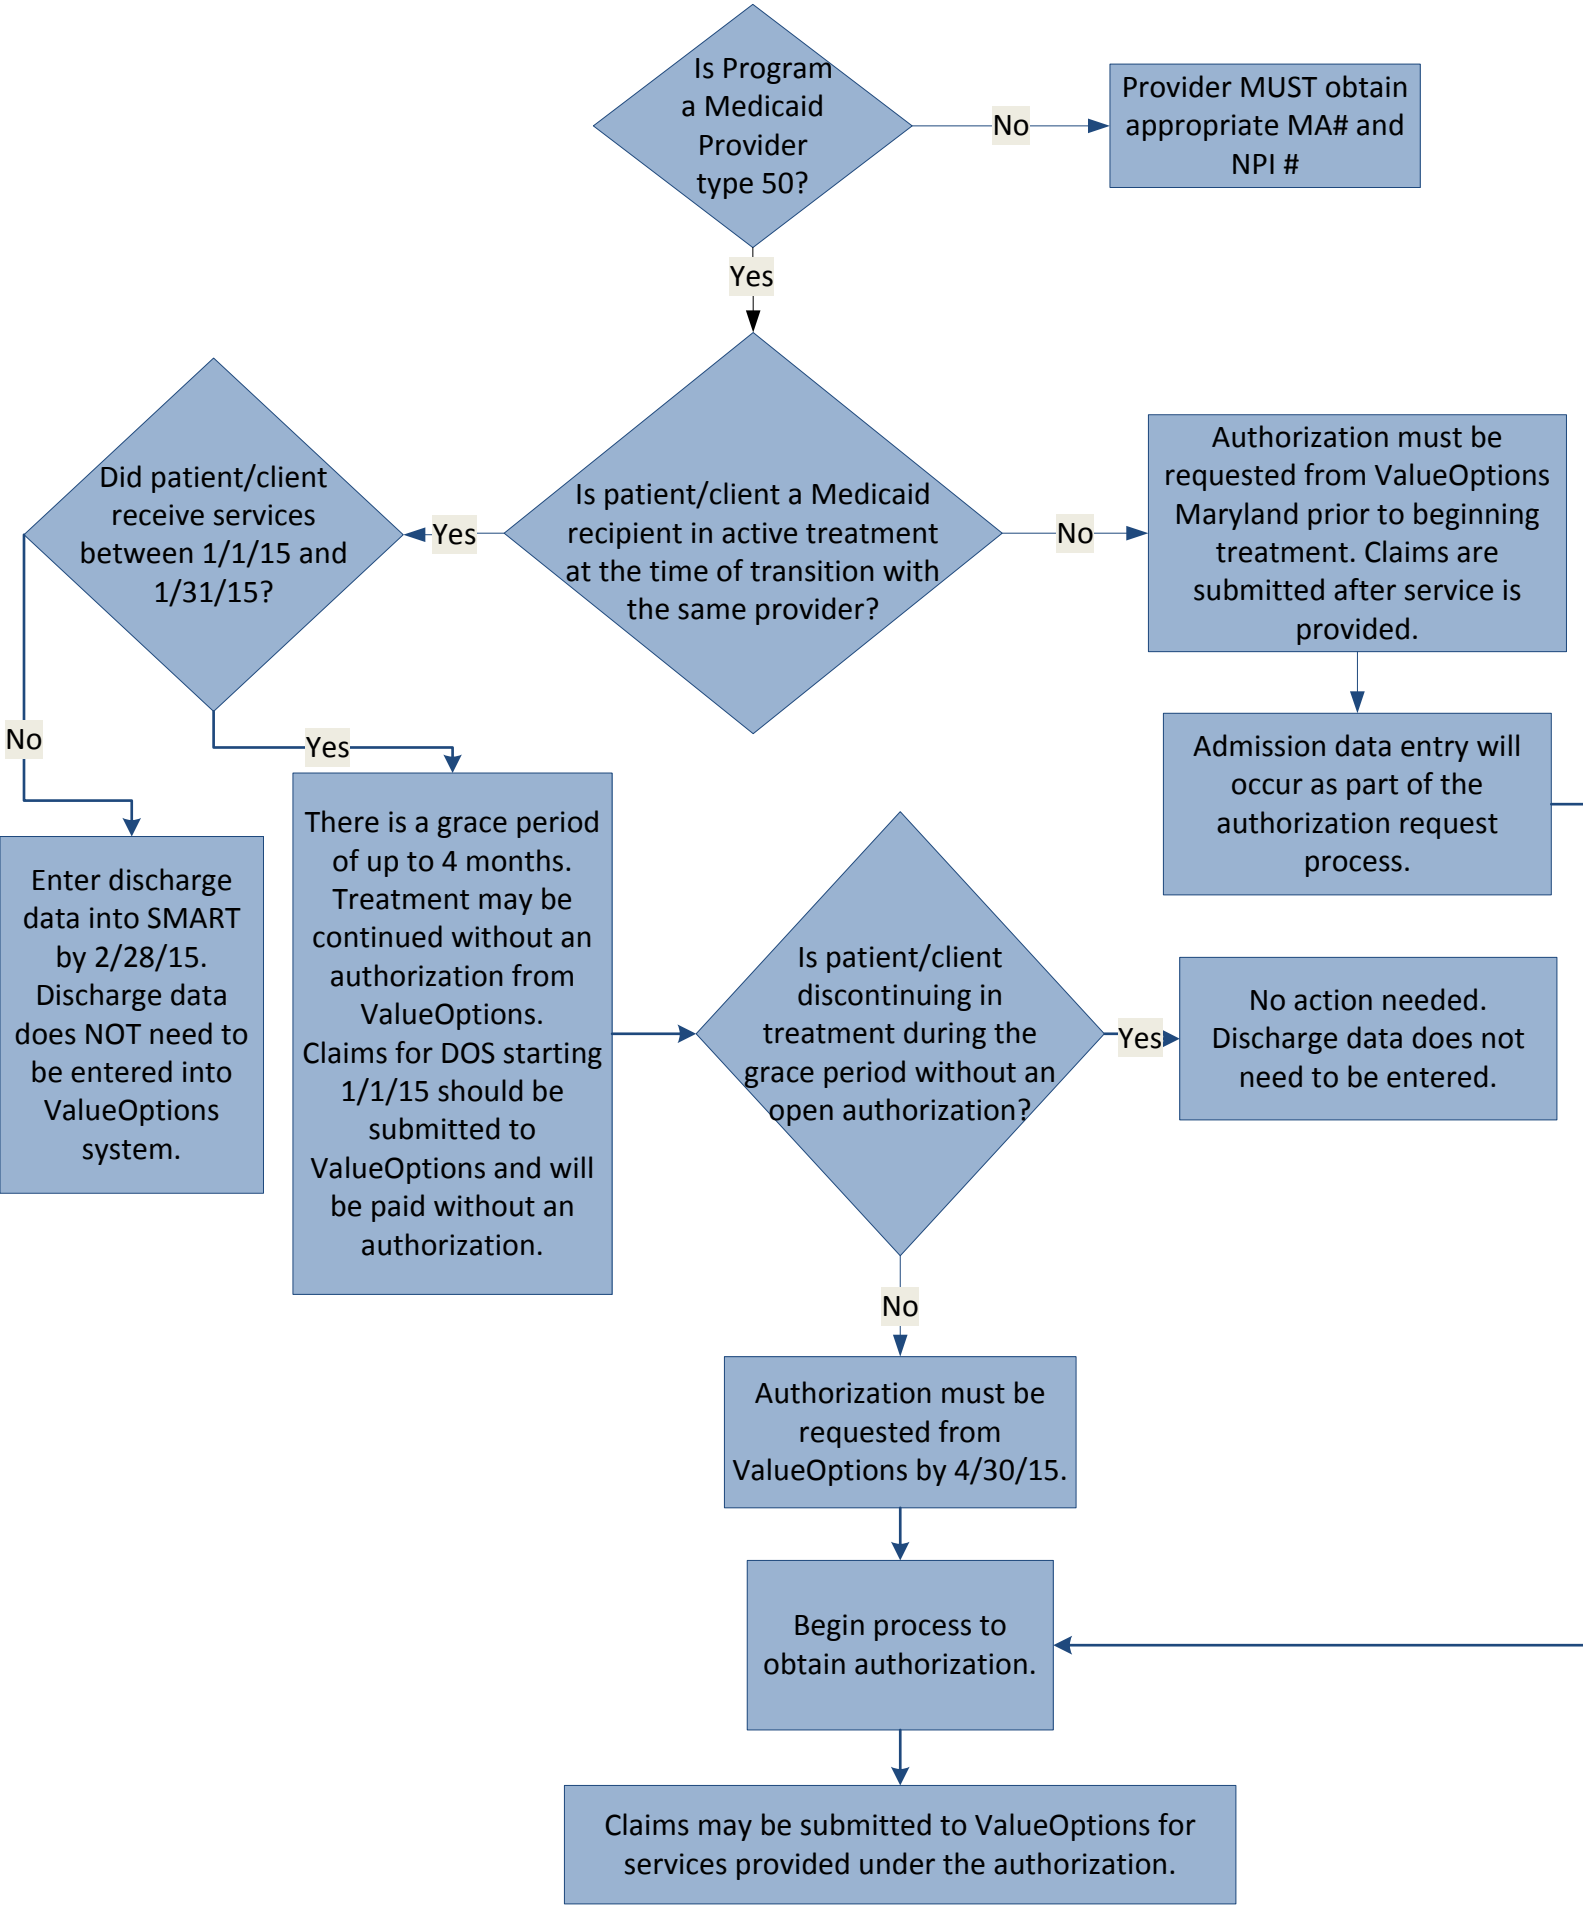 Is Program
a Medicaid
Provider
type 50?
No
Provider MUST obtain
appropriate MA# and
NPI #
Yes
Is patient/client a Medicaid
recipient in active treatment
at the time of transition with
the same provider?
Yes
No
Did patient/client
receive services
between 1/1/15 and
1/31/15?
Authorization must be
requested from ValueOptions
Maryland prior to beginning
treatment. Claims are
submitted after service is
provided.
Admission data entry will
occur as part of the
authorization request
process.
No
Yes
Enter discharge
data into SMART
by 2/28/15.
Discharge data
does NOT need to
be entered into
ValueOptions
system.
There is a grace period
of up to 4 months.
Treatment may be
continued without an
authorization from
ValueOptions.
Claims for DOS starting
1/1/15 should be
submitted to
ValueOptions and will
be paid without an
authorization.
Is patient/client
discontinuing in
treatment during the
grace period without an
open authorization?
Yes
No action needed.
Discharge data does not
need to be entered.
No
Authorization must be
requested from
ValueOptions by 4/30/15.
Begin process to
obtain authorization.
Claims may be submitted to ValueOptions for
services provided under the authorization.